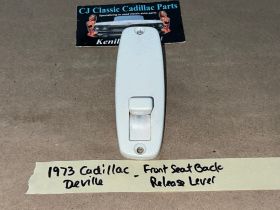 CJ Classic Cadillac Parts
1973 Cadillac - Front Seat Back
Deville Release Lever